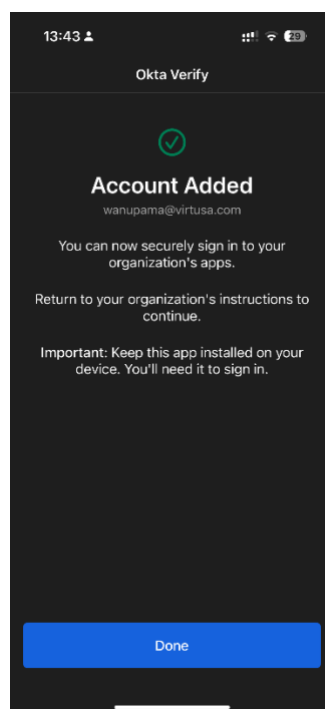 13:43
29
Okta Verify
Account Added
wanupama@virtusa.com
You can now securely sign in to your
organization's apps.
Return to your organization's instructions to
continue.
Important: Keep this app installed on your
device. You'll need it to sign in.
Done